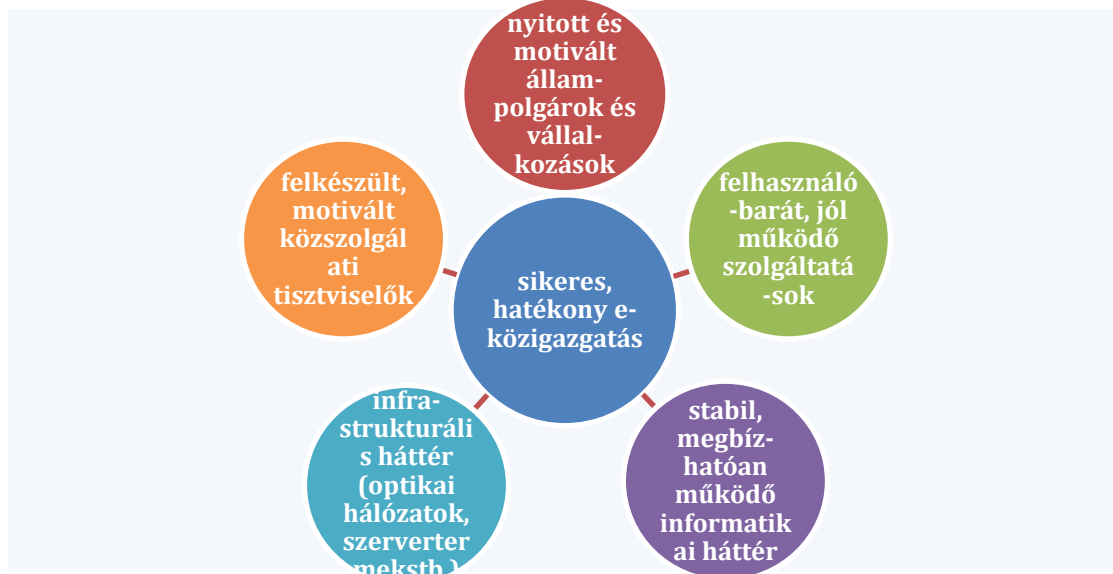 nyitott és
motivált
állam-
polgárok és
vállal-
kozások
felhasználó
-barát, jól
működő
szolgáltatá
-sok
stabil,
megbíz-
hatóan
működő
informatik
ai háttér
infra-
strukturáli
s háttér
(optikai
hálózatok,
szerverter
mekstb.)
felkészült,
motivált
közszolgál
ati
tisztviselők
sikeres,
hatékony e-
közigazgatás